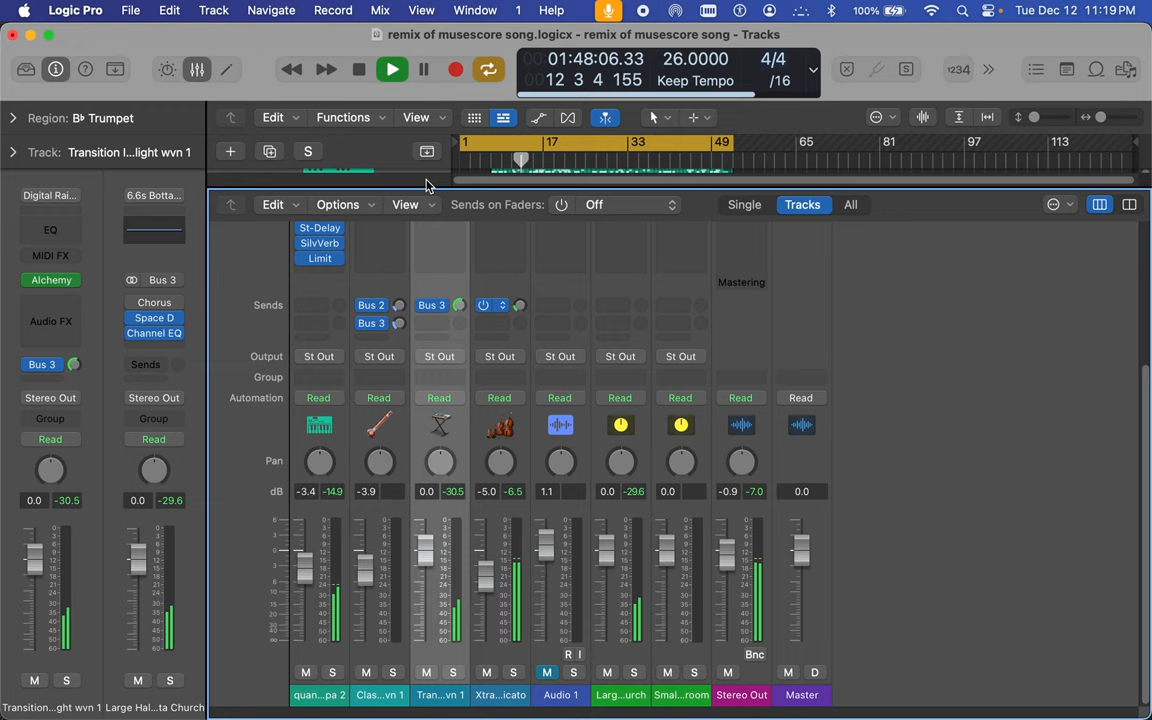 Logic Pro File Edit Track Navigate Record Mix View Window 1 Help 100% Tue Dec 12 11:19 PM
remix of musescore song.logicx - remix of musescore song - Tracks
01:48:06.33 26.0000 4/4
0012 3 4 155 Keep Tempo /16 1234
Region: B♭ Trumpet Edit Functions View
Track: Transition l...light wvn 1 S 1 17 33 49 65 81 97 113
Digital Rai... 6.6s Botta... Edit Options View Sends on Faders: Off Single Tracks All
EQ St-Delay
SilvVerb
MIDI FX Limit
Alchemy Bus 3 Mastering
Chorus Sends Bus 2 Bus 3
Audio FX Space D Bus 3
Channel EQ
Bus 3 Sends Output St Out St Out St Out St Out St Out St Out St Out
Group
Stereo Out Stereo Out Automation Read Read Read Read Read Read Read Read Read
Group Group
Read Read
Pan
0.0 -30.5 0.0 -29.6 dB -3.4 -14.9 -3.9 0.0 -30.5 -5.0 -6.5 1.1 0.0 -29.6 0.0 -0.9 -7.0 0.0
R I Bnc
M S M S M S M S M S M S M S M S M S M M D
Transition...ght wvn 1 Large Hal...ta Church quan...pa 2 Clas...vn 1 Tran...vn 1 Xtra...icato Audio 1 Larg...urch Smal...room Stereo Out Master